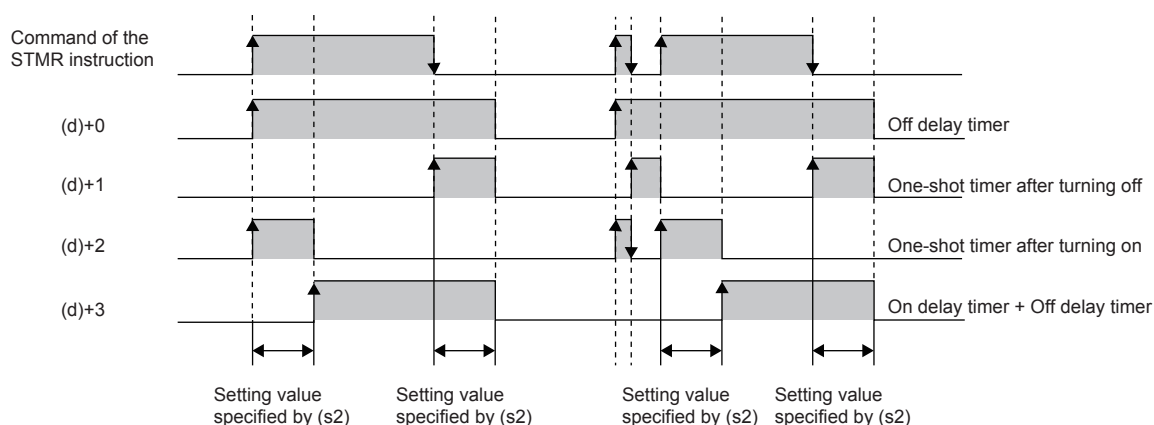 Command of the
STMR instruction
(d)+0
Off delay timer
(d)+1
One-shot timer after turning off
(d)+2
One-shot timer after turning on
(d)+3
On delay timer + Off delay timer
Setting value
specified by (s2)
Setting value
specified by (s2)
Setting value
specified by (s2)
Setting value
specified by (s2)